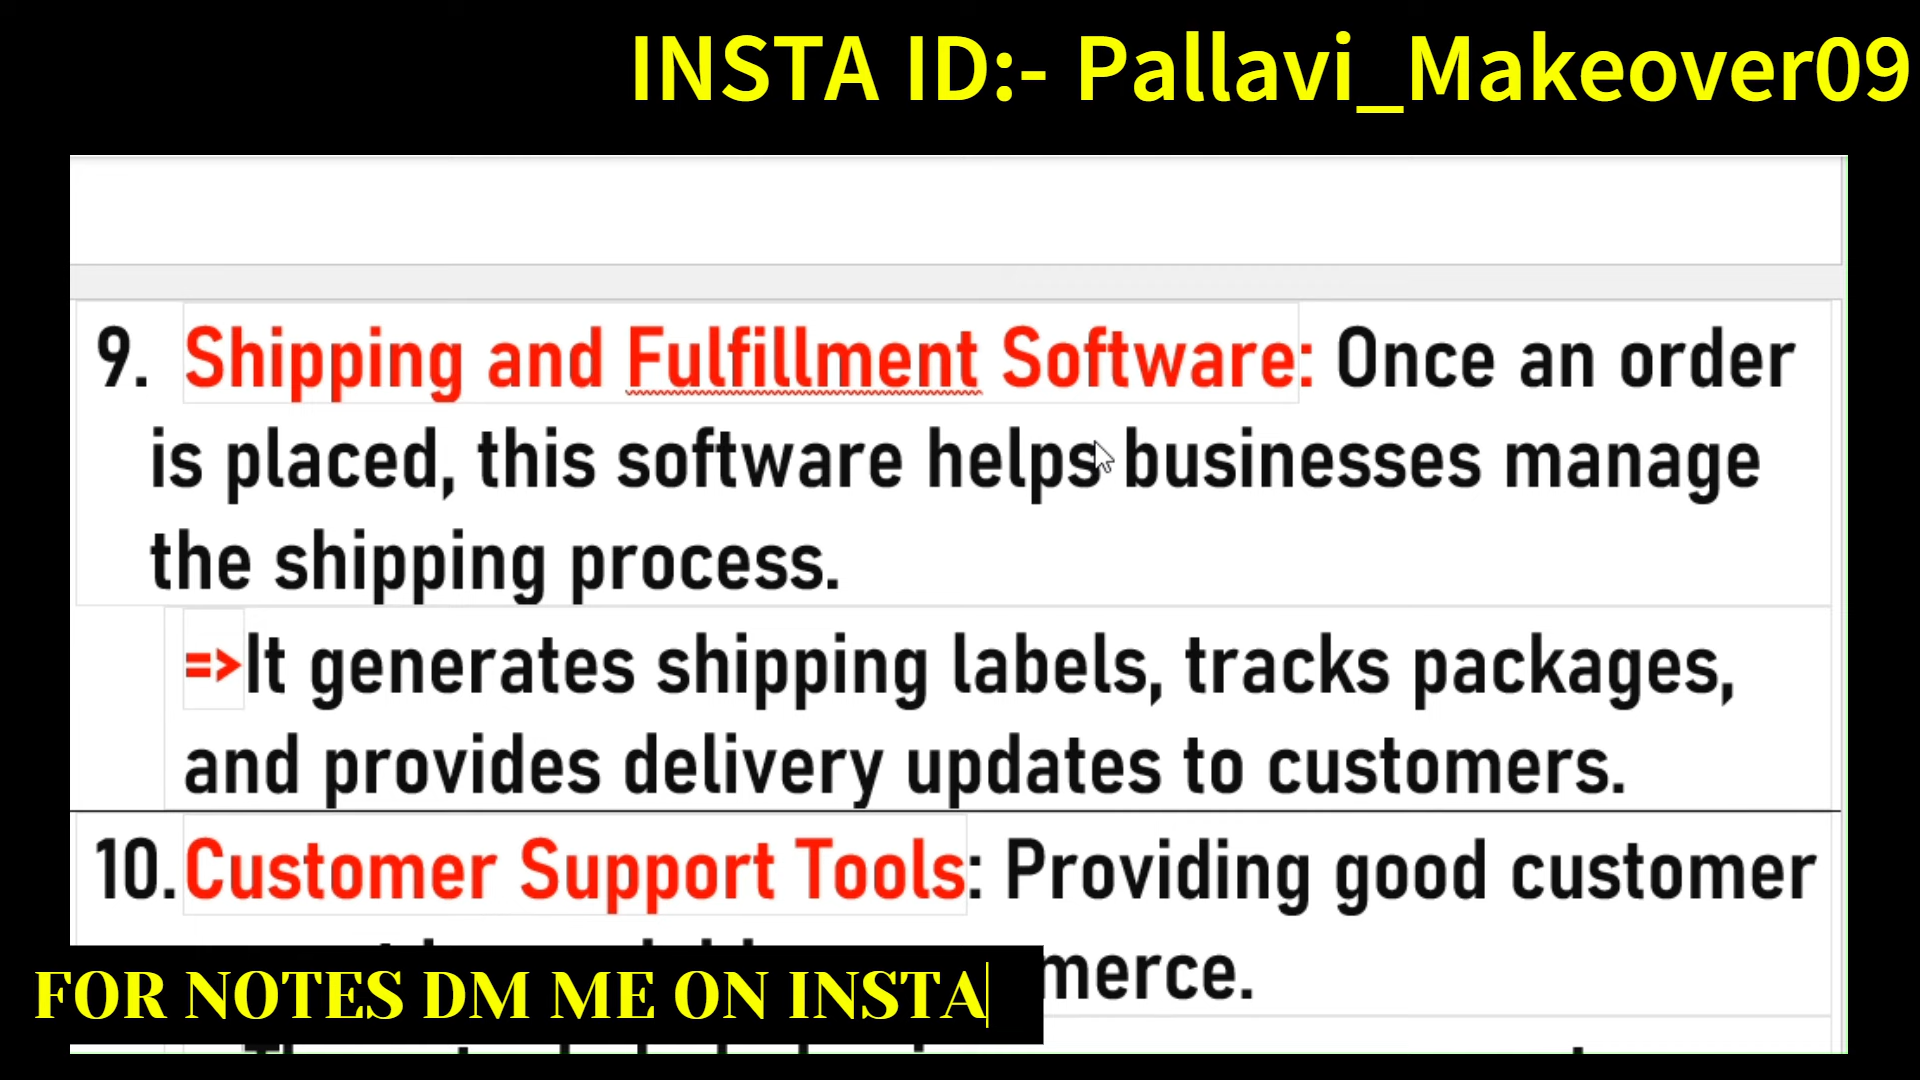 INSTA ID:- Pallavi_Makeover09
9. Shipping and Fulfillment Software: Once an order
is placed, this software helps businesses manage
the shipping process.
=>It generates shipping labels, tracks packages,
and provides delivery updates to customers.
10.Customer Support Tools: Providing good customer
merce.
FOR NOTES DM ME ON INSTA